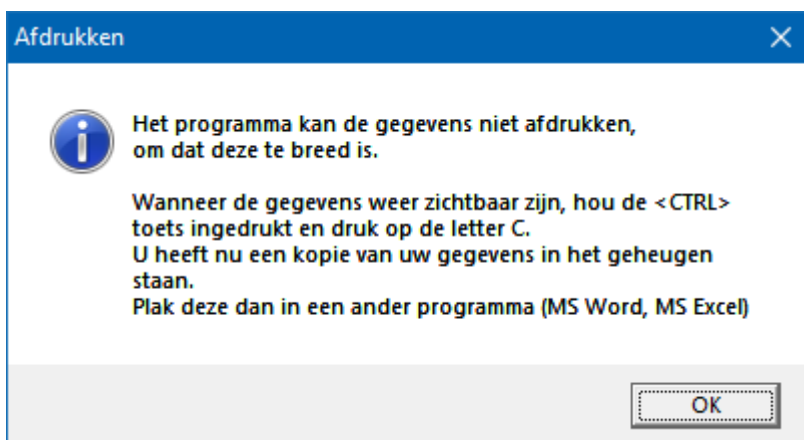 Afdrukken
Het programma kan de gegevens niet afdrukken,
om dat deze te breed is.
Wanneer de gegevens weer zichtbaar zijn, hou de <CTRL>
toets ingedrukt en druk op de letter C.
U heeft nu een kopie van uw gegevens in het geheugen
staan.
Plak deze dan in een ander programma (MS Word, MS Excel)
OK